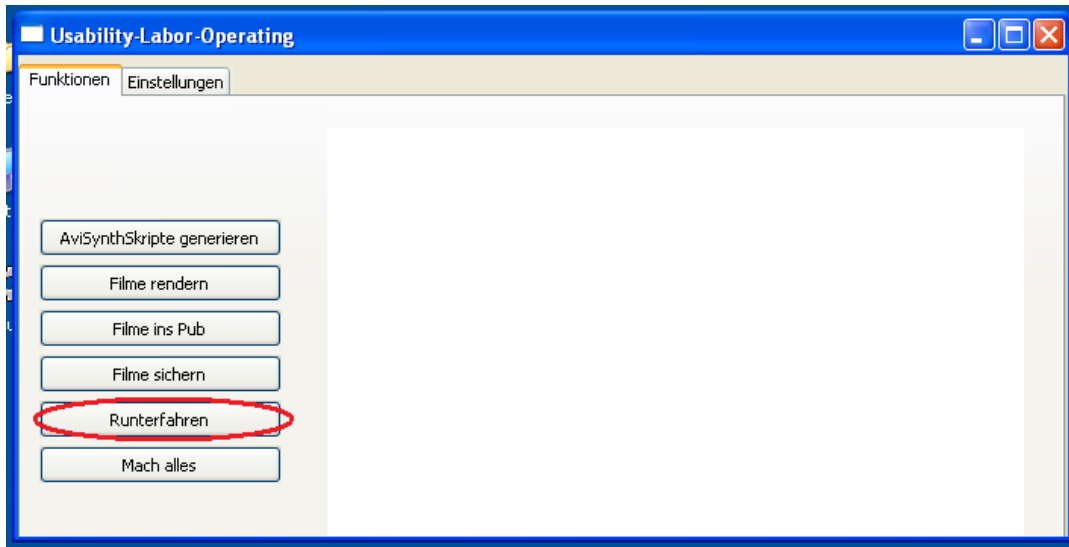 Usability-Labor-Operating
Funktionen Einstellungen
AviSynthSkripte generieren
Filme rendern
Filme ins Pub
Filme sichern
Runterfahren
Mach alles